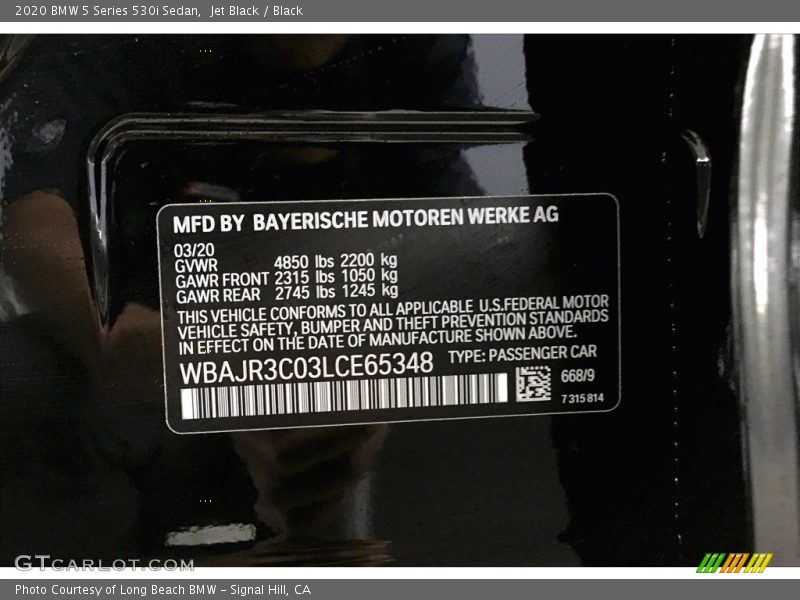 2020 BMW 5 Series 530i Sedan,  Jet Black / Black
MFD BY BAYERISCHE MOTOREN WERKE AG
03/20
GVWR 4850 lbs 2200 kg
GAWR FRONT 2315 lbs 1050 kg
GAWR REAR 2745 lbs 1245 kg
THIS VEHICLE CONFORMS TO ALL APPLICABLE U.S.FEDERAL MOTOR
VEHICLE SAFETY, BUMPER AND THEFT PREVENTION STANDARDS
IN EFFECT ON THE DATE OF MANUFACTURE SHOWN ABOVE.
WBAJR3C03LCE65348 TYPE: PASSENGER CAR
668/9
7315814
GTCARLOT.COM
Photo Courtesy of Long Beach BMW - Signal Hill, CA